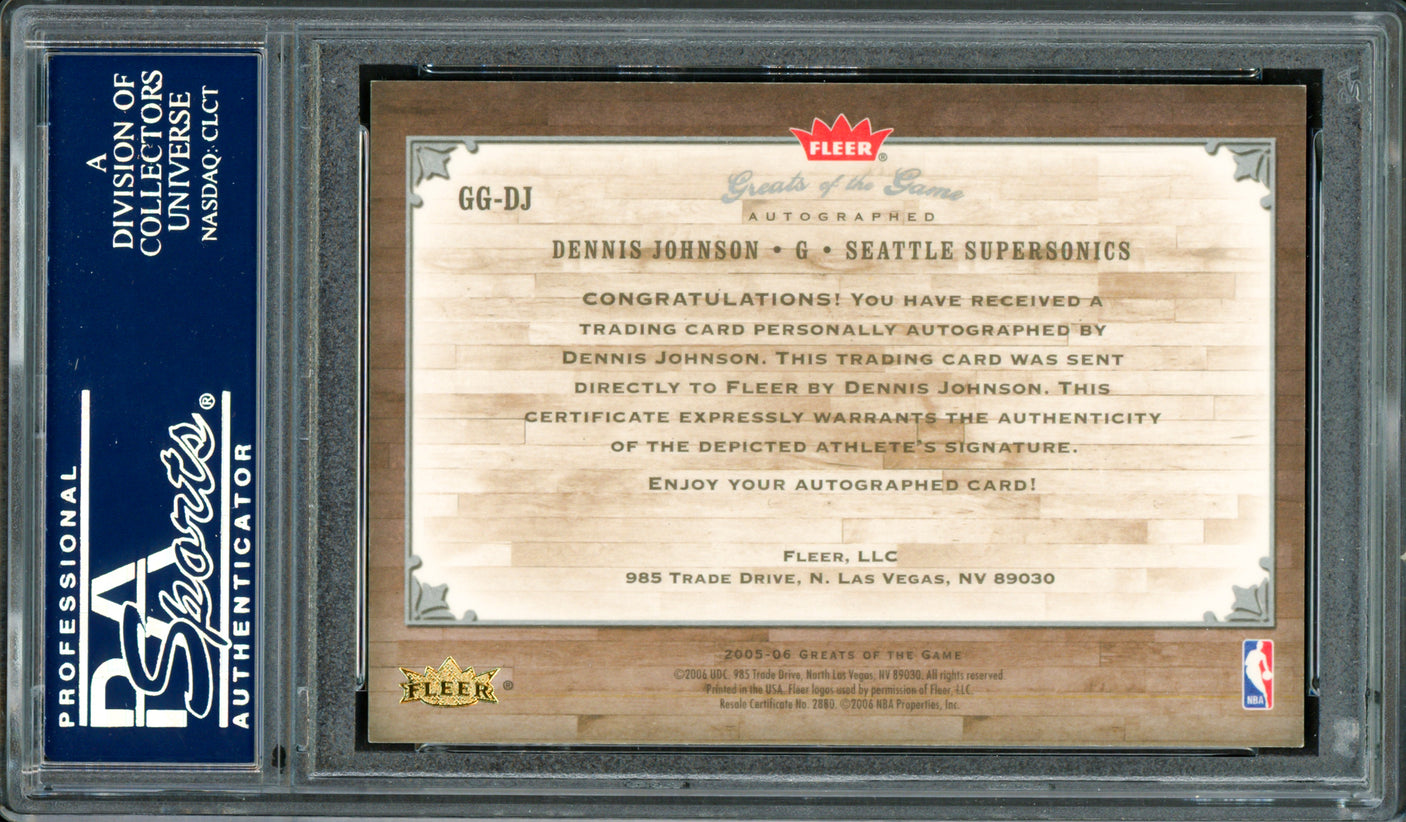 A
DIVISION OF
COLLECTORS
UNIVERSE
NASDAQ: CLCT
PROFESSIONAL
PSA
Sports®
AUTHENTICATOR
FLEER®
GG-DJ
Greats of the Game
AUTOGRAPHED
DENNIS JOHNSON • G • SEATTLE SUPERSONICS
CONGRATULATIONS! YOU HAVE RECEIVED A
TRADING CARD PERSONALLY AUTOGRAPHED BY
DENNIS JOHNSON. THIS TRADING CARD WAS SENT
DIRECTLY TO FLEER BY DENNIS JOHNSON. THIS
CERTIFICATE EXPRESSLY WARRANTS THE AUTHENTICITY
OF THE DEPICTED ATHLETE'S SIGNATURE.
ENJOY YOUR AUTOGRAPHED CARD!
FLEER, LLC
985 TRADE DRIVE, N. LAS VEGAS, NV 89030
2005-06 GREATS OF THE GAME
©2006 UDC. 985 Trade Drive, North Las Vegas, NV 89030. All rights reserved.
Printed in the USA. Fleer logos used by permission of Fleer, LLC.
Resale Certificate No. 2880. ©2006 NBA Properties, Inc.
FLEER®
NBA